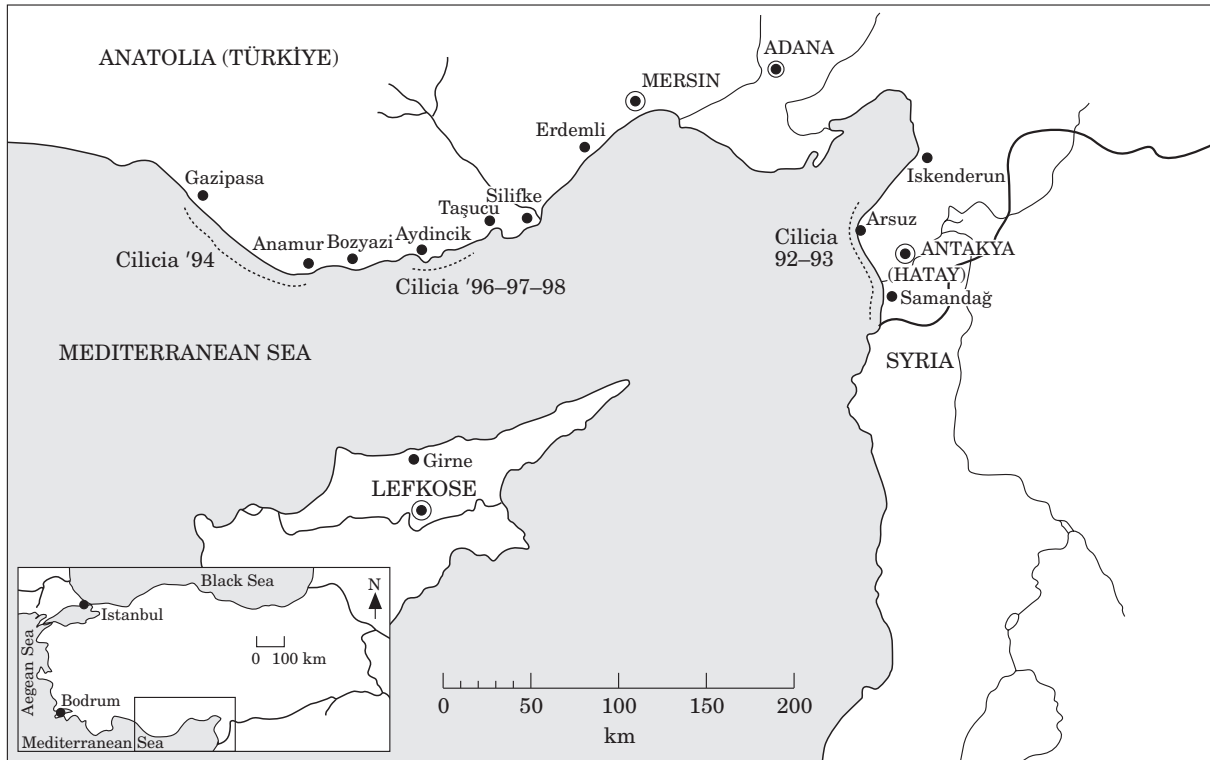 ANATOLIA (TÜRKİYE)
ADANA
MERSIN
Erdemli
Gazipasa
Silifke
Taşucu
Iskenderun
Anamur
Bozyazi
Aydincik
Arsuz
Cilicia '94
Cilicia '96–97–98
Cilicia
92–93
ANTAKYA
(HATAY)
Samandağ
MEDITERRANEAN SEA
SYRIA
Girne
LEFKOSE
Black Sea
N
Istanbul
Aegean Sea
0 100 km
Bodrum
Mediterranean Sea
0 50 100 150 200
km